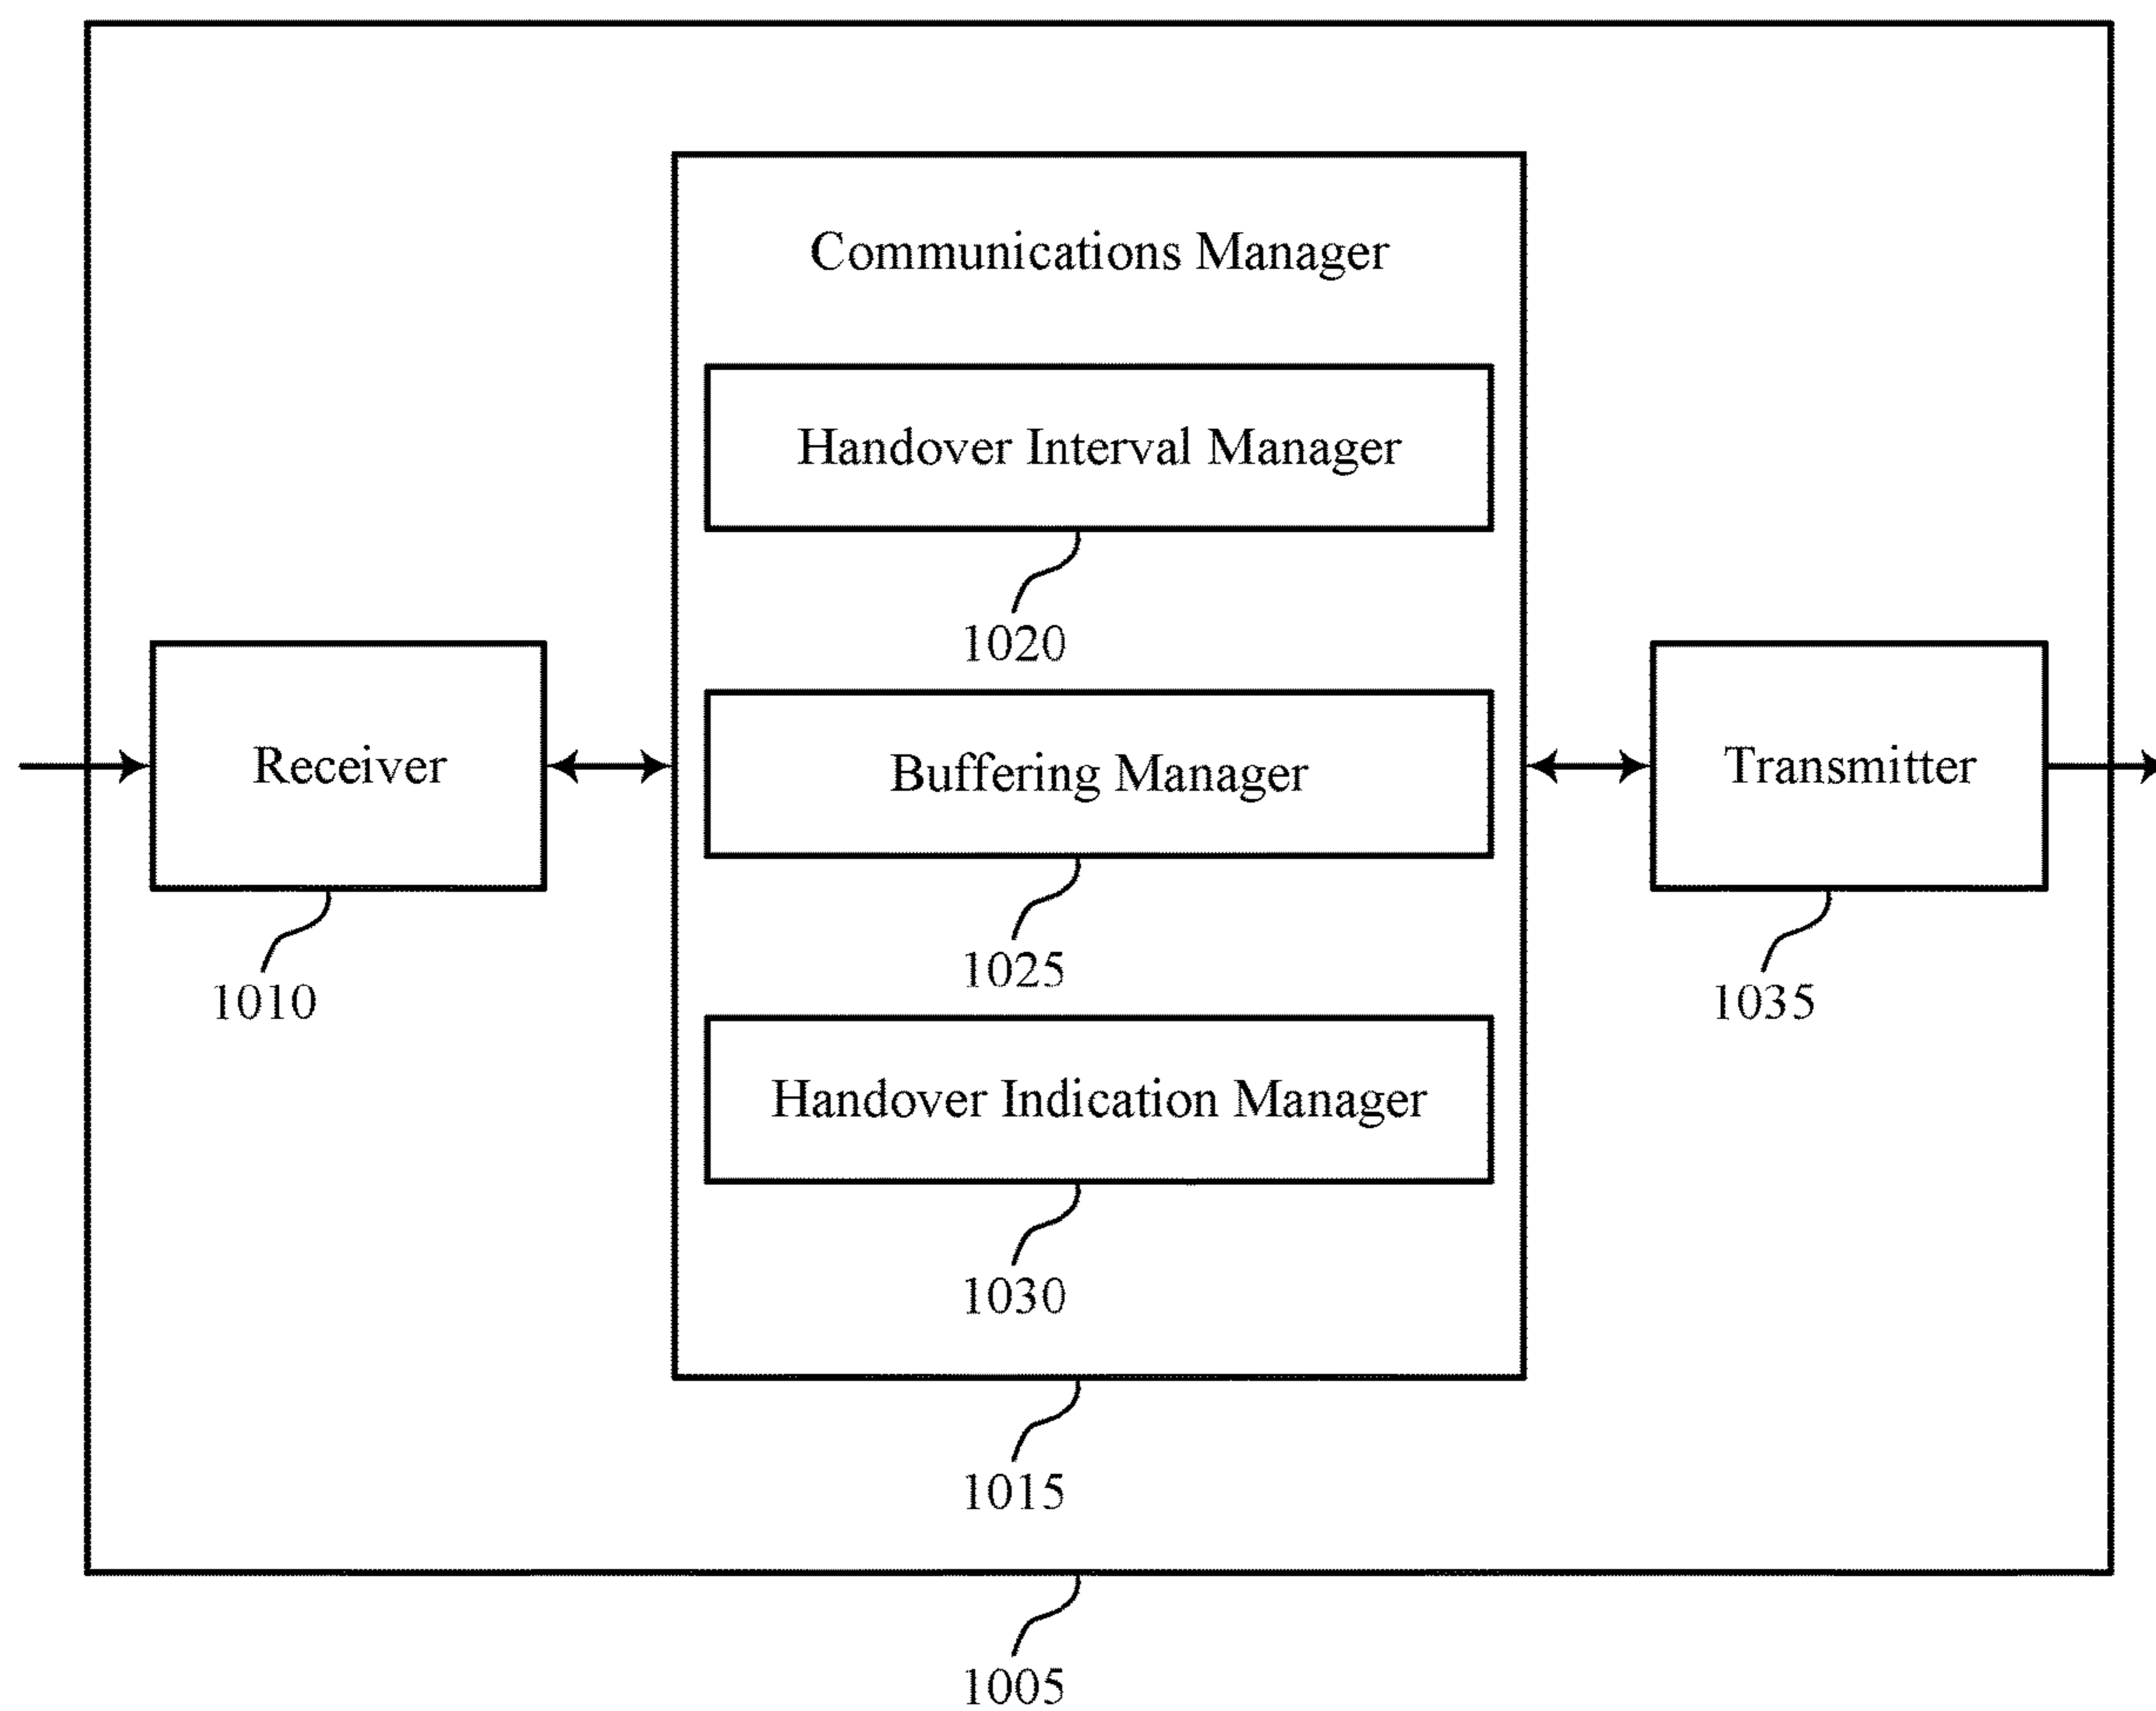 Communications Manager
Handover Interval Manager
1020
Receiver
Buffering Manager
Transmitter
1025
1010
1035
Handover Indication Manager
1030
1015
1005